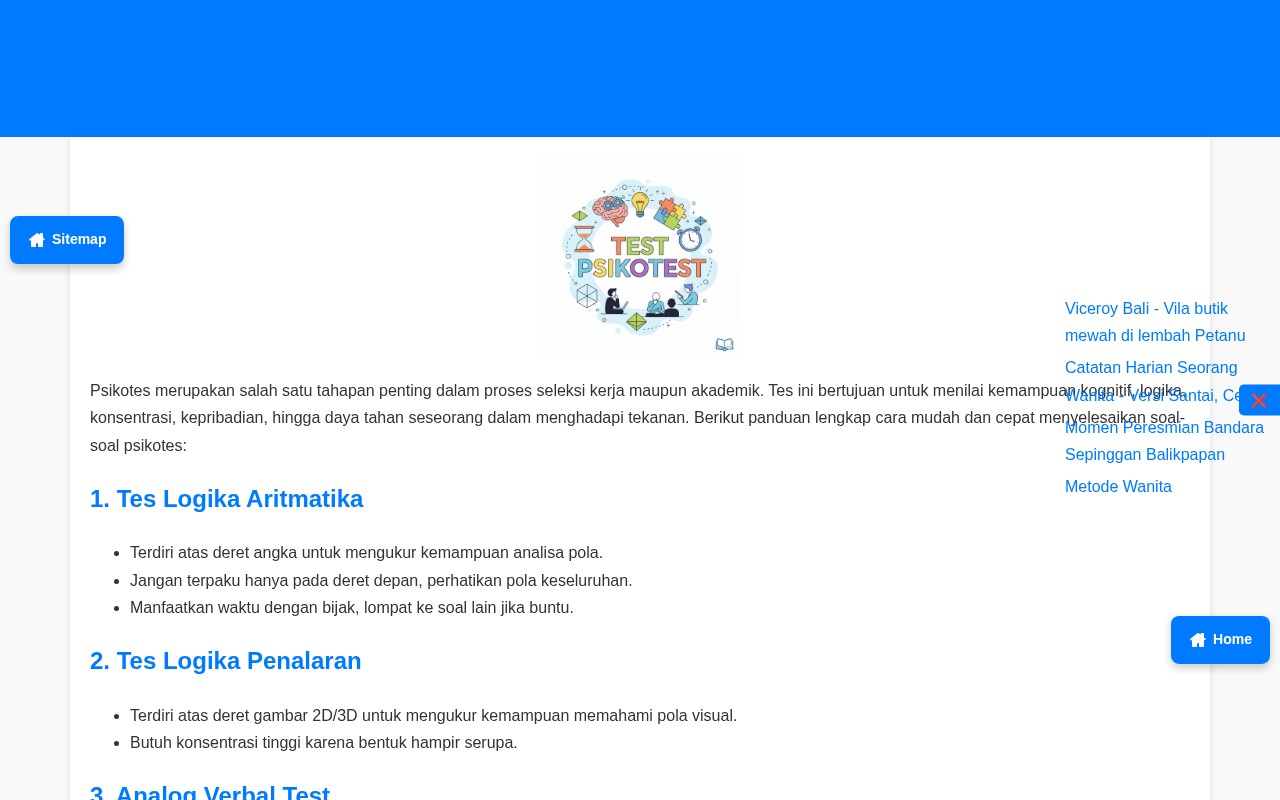 TEST
PSIKOTEST
Sitemap
Viceroy Bali - Vila butik
mewah di lembah Petanu
Catatan Harian Seorang
Wanita - Versi Santai, Ce
Momen Peresmian Bandara
Sepinggan Balikpapan
Metode Wanita
Psikotes merupakan salah satu tahapan penting dalam proses seleksi kerja maupun akademik. Tes ini bertujuan untuk menilai kemampuan kognitif, logika,
konsentrasi, kepribadian, hingga daya tahan seseorang dalam menghadapi tekanan. Berikut panduan lengkap cara mudah dan cepat menyelesaikan soal-
soal psikotes:
1. Tes Logika Aritmatika
• Terdiri atas deret angka untuk mengukur kemampuan analisa pola.
• Jangan terpaku hanya pada deret depan, perhatikan pola keseluruhan.
• Manfaatkan waktu dengan bijak, lompat ke soal lain jika buntu.
Home
2. Tes Logika Penalaran
• Terdiri atas deret gambar 2D/3D untuk mengukur kemampuan memahami pola visual.
• Butuh konsentrasi tinggi karena bentuk hampir serupa.
3. Analog Verbal Test